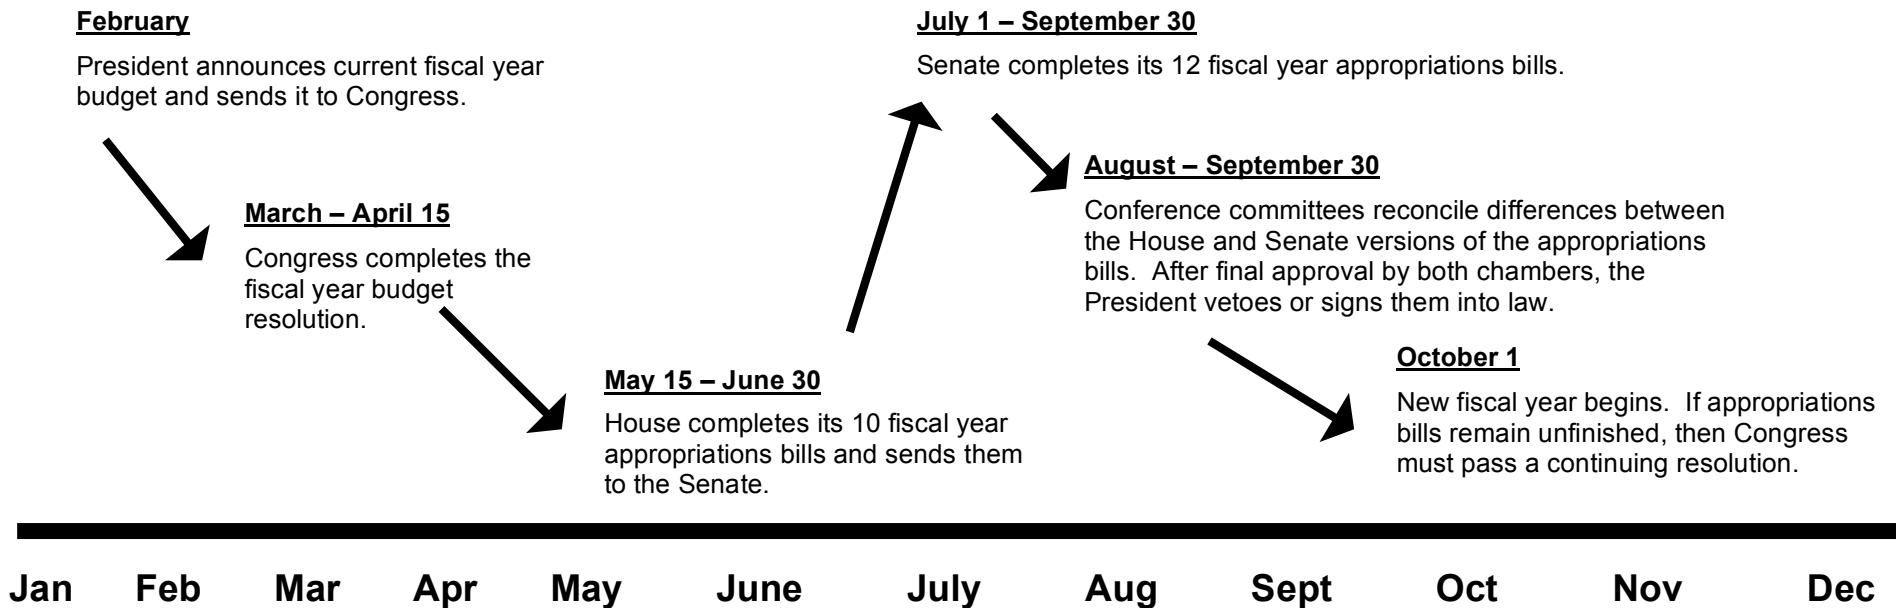 February
President announces current fiscal year
budget and sends it to Congress.
March – April 15
Congress completes the
fiscal year budget
resolution.
May 15 – June 30
House completes its 10 fiscal year
appropriations bills and sends them
to the Senate.
July 1 – September 30
Senate completes its 12 fiscal year appropriations bills.
August – September 30
Conference committees reconcile differences between
the House and Senate versions of the appropriations
bills.  After final approval by both chambers, the
President vetoes or signs them into law.
October 1
New fiscal year begins.  If appropriations
bills remain unfinished, then Congress
must pass a continuing resolution.
Jan Feb Mar Apr May June July Aug Sept Oct Nov Dec